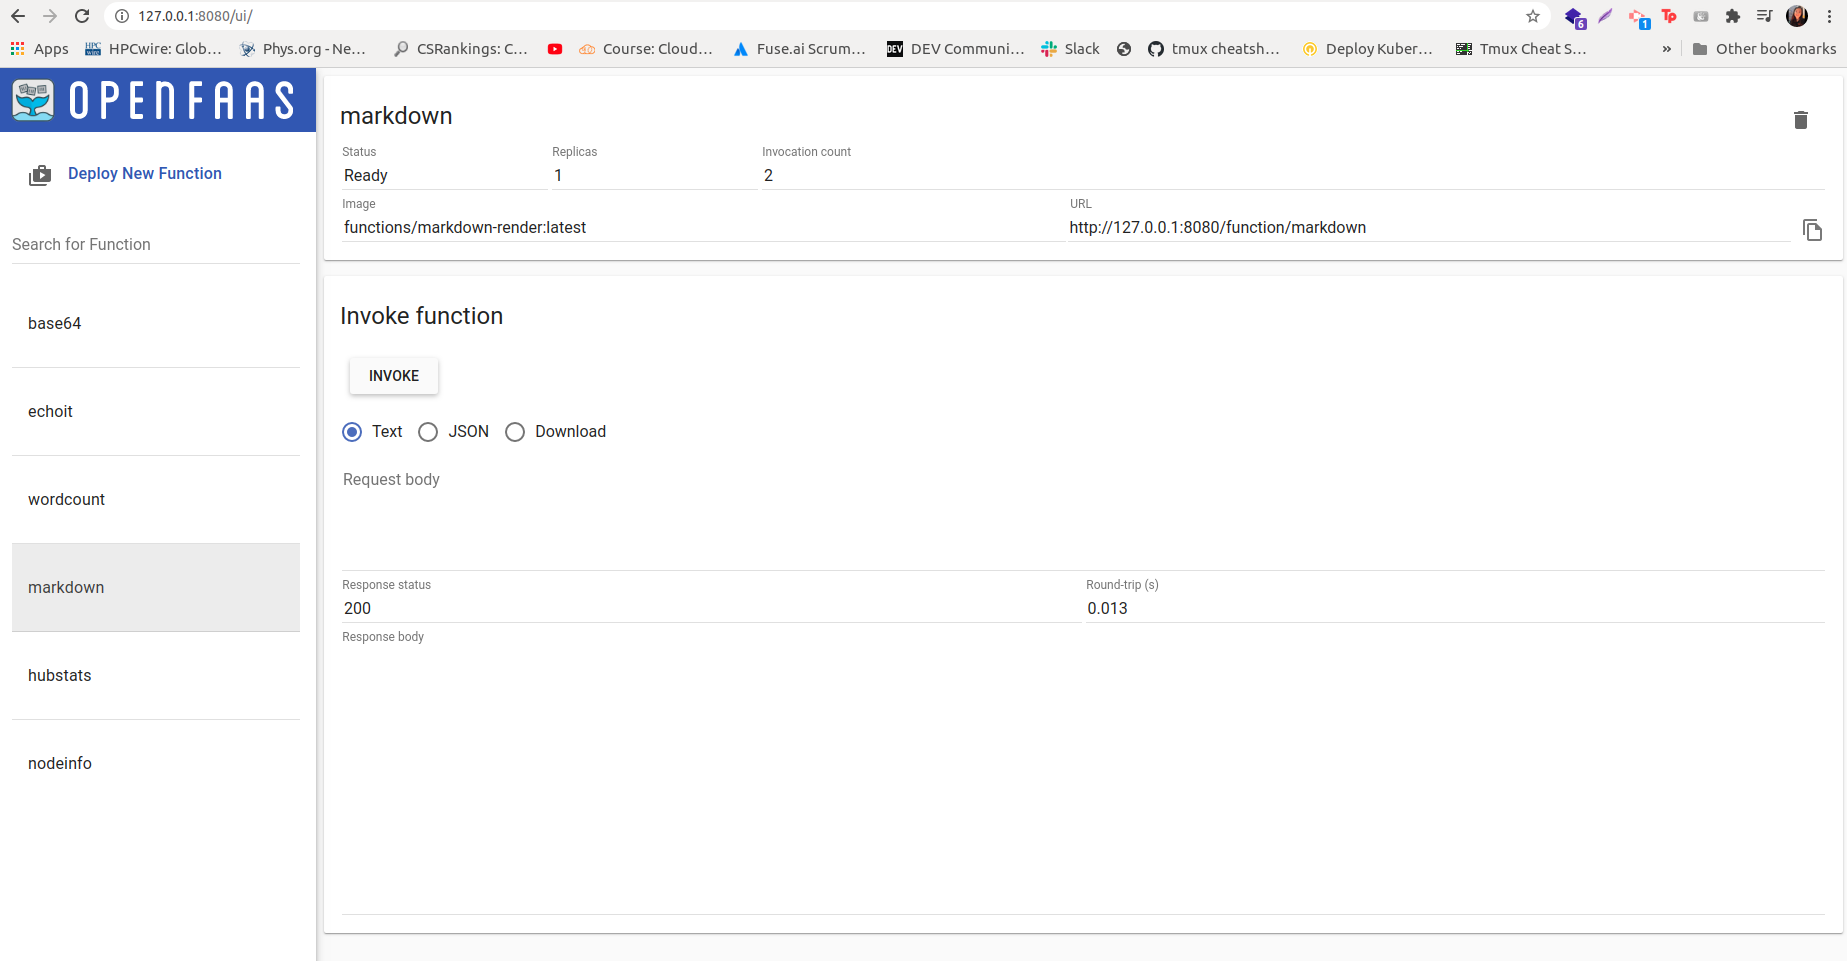 127.0.0.1:8080/ui/
Apps HPCwire: Glob… Phys.org - Ne… CSRankings: C… Course: Cloud… Fuse.ai Scrum… DEV Communi… Slack tmux cheatsh… Deploy Kuber… Tmux Cheat S… » Other bookmarks
OPENFAAS
Deploy New Function
Search for Function
base64
echoit
wordcount
markdown
hubstats
nodeinfo
markdown
Status Replicas Invocation count
Ready 1 2
Image URL
functions/markdown-render:latest http://127.0.0.1:8080/function/markdown
Invoke function
INVOKE
Text JSON Download
Request body
Response status Round-trip (s)
200 0.013
Response body